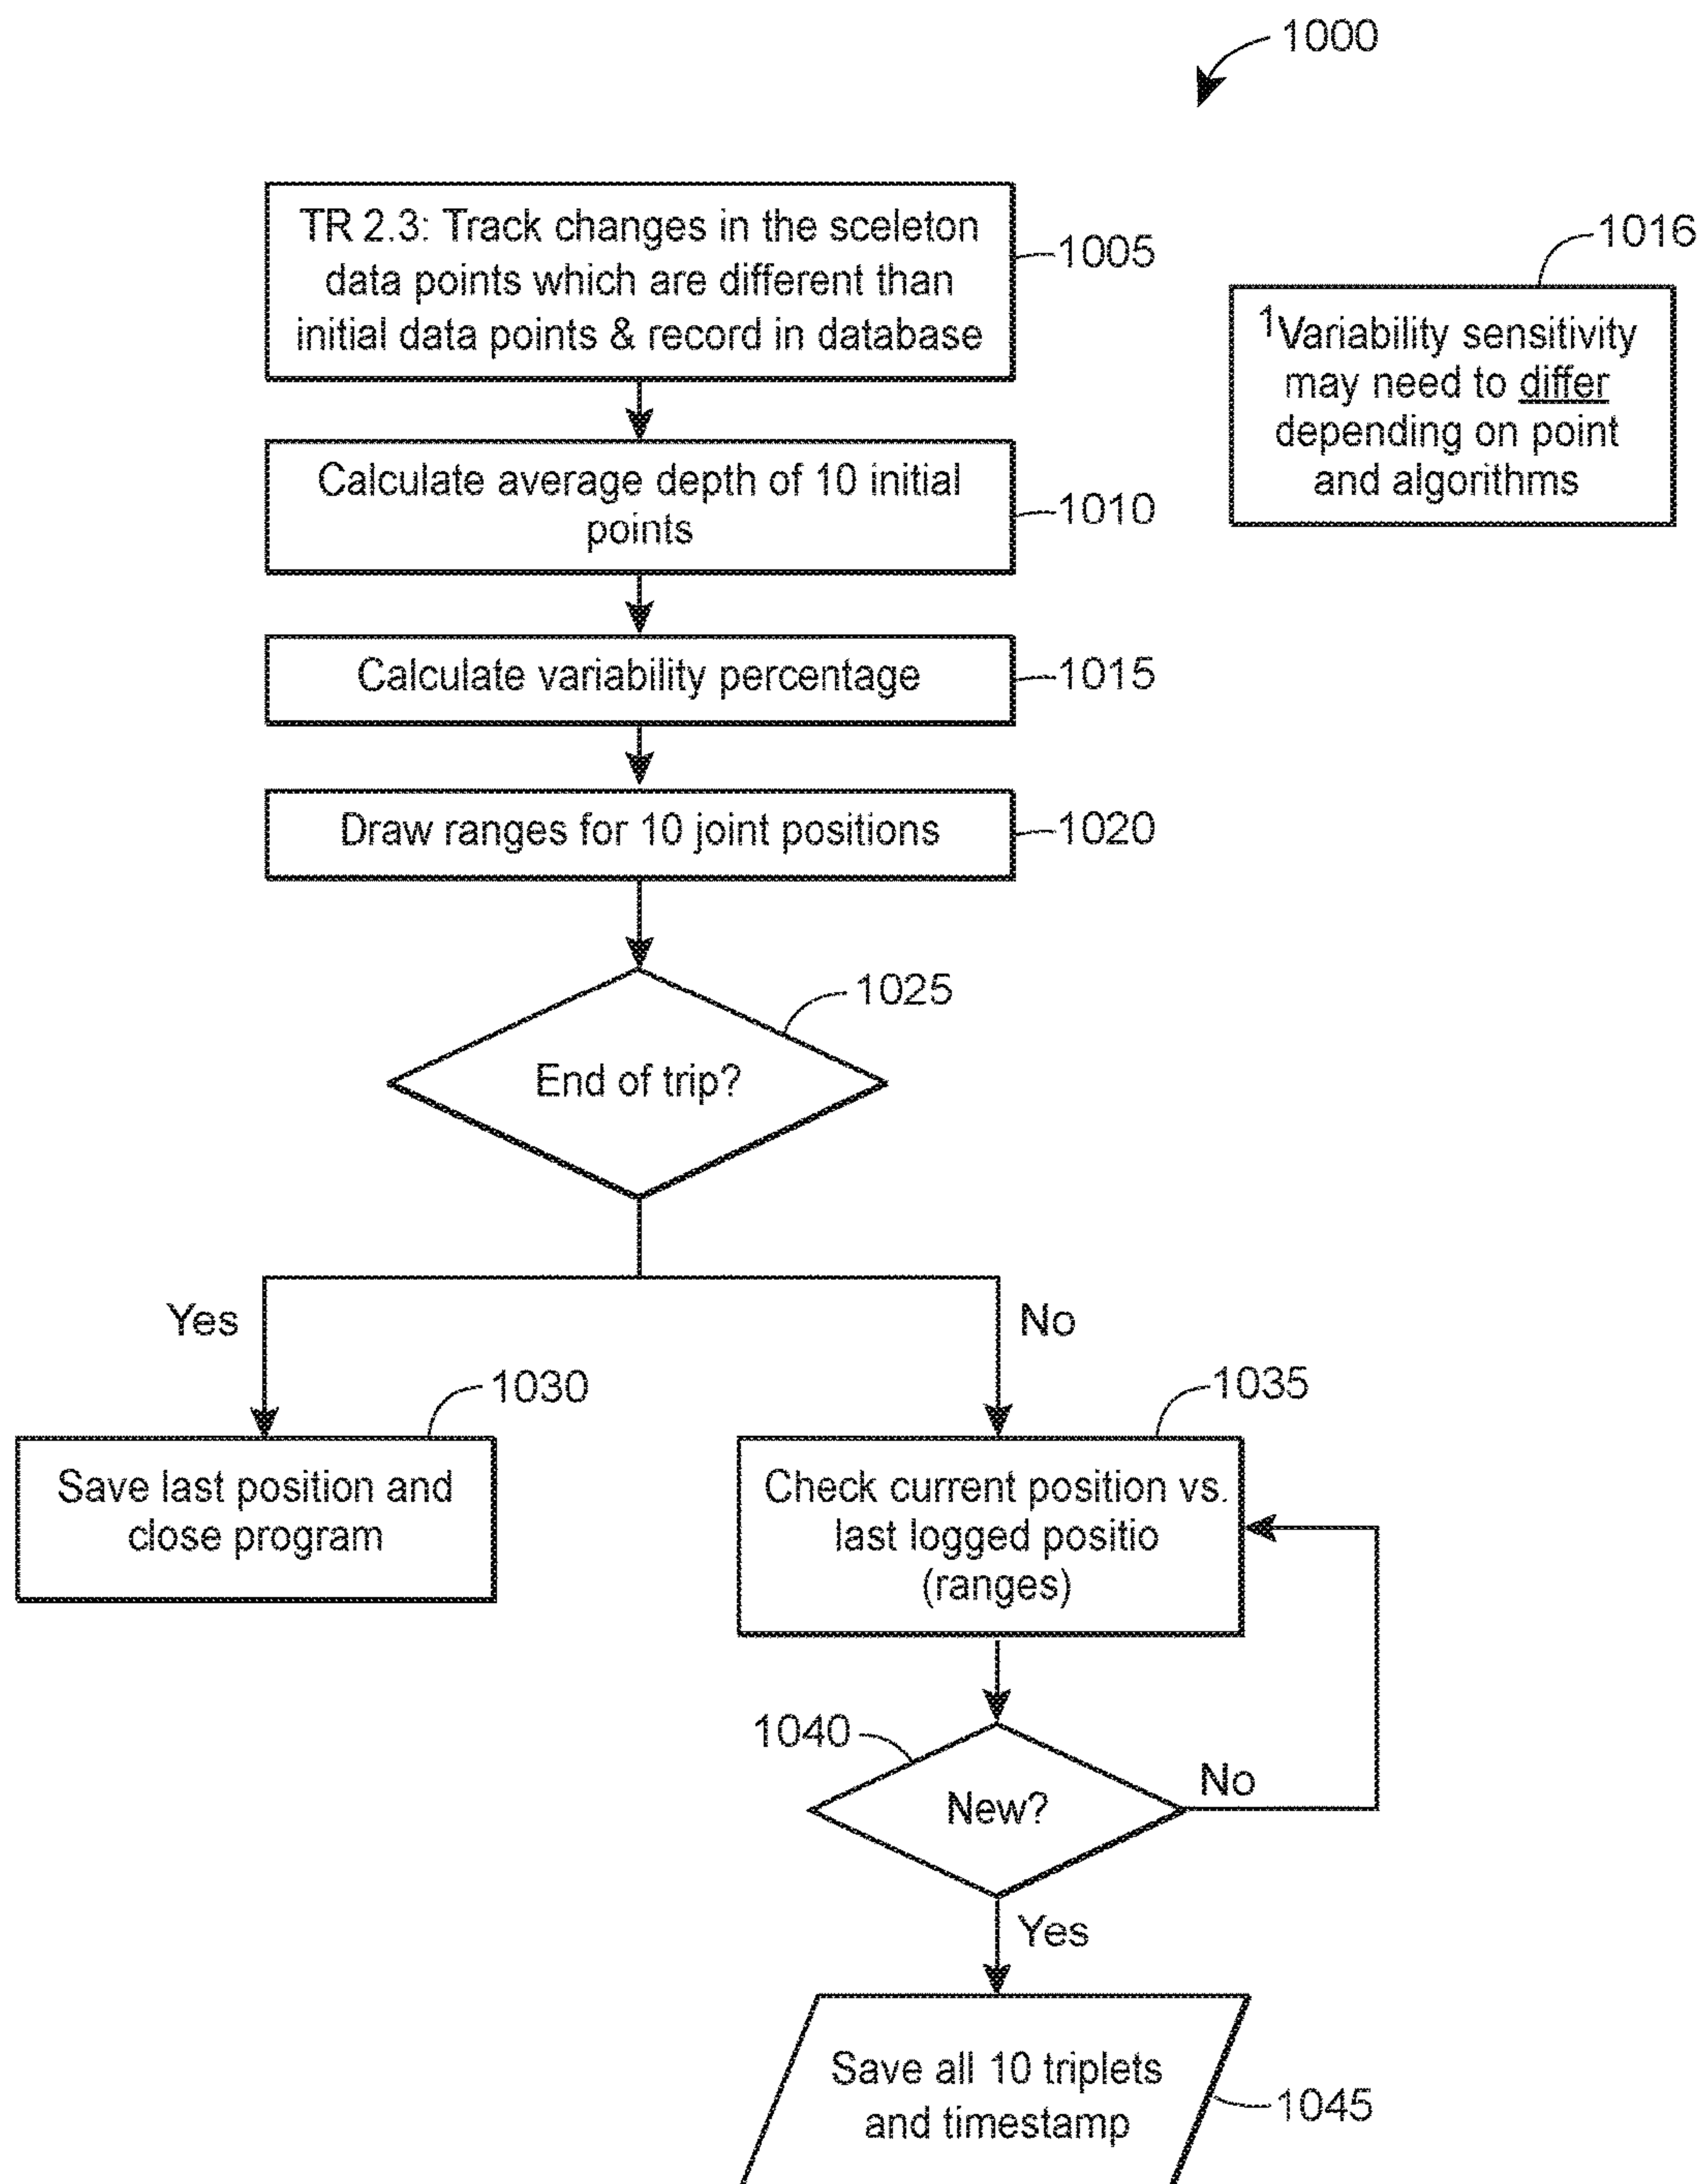 1000
TR 2.3: Track changes in the sceleton
data points which are different than
initial data points & record in database
1005
1016
¹Variability sensitivity
may need to differ
depending on point
and algorithms
Calculate average depth of 10 initial
points
1010
Calculate variability percentage
1015
Draw ranges for 10 joint positions
1020
1025
End of trip?
Yes
No
1030
1035
Save last position and
close program
Check current position vs.
last logged positio
(ranges)
1040
New?
No
Yes
Save all 10 triplets
and timestamp
1045